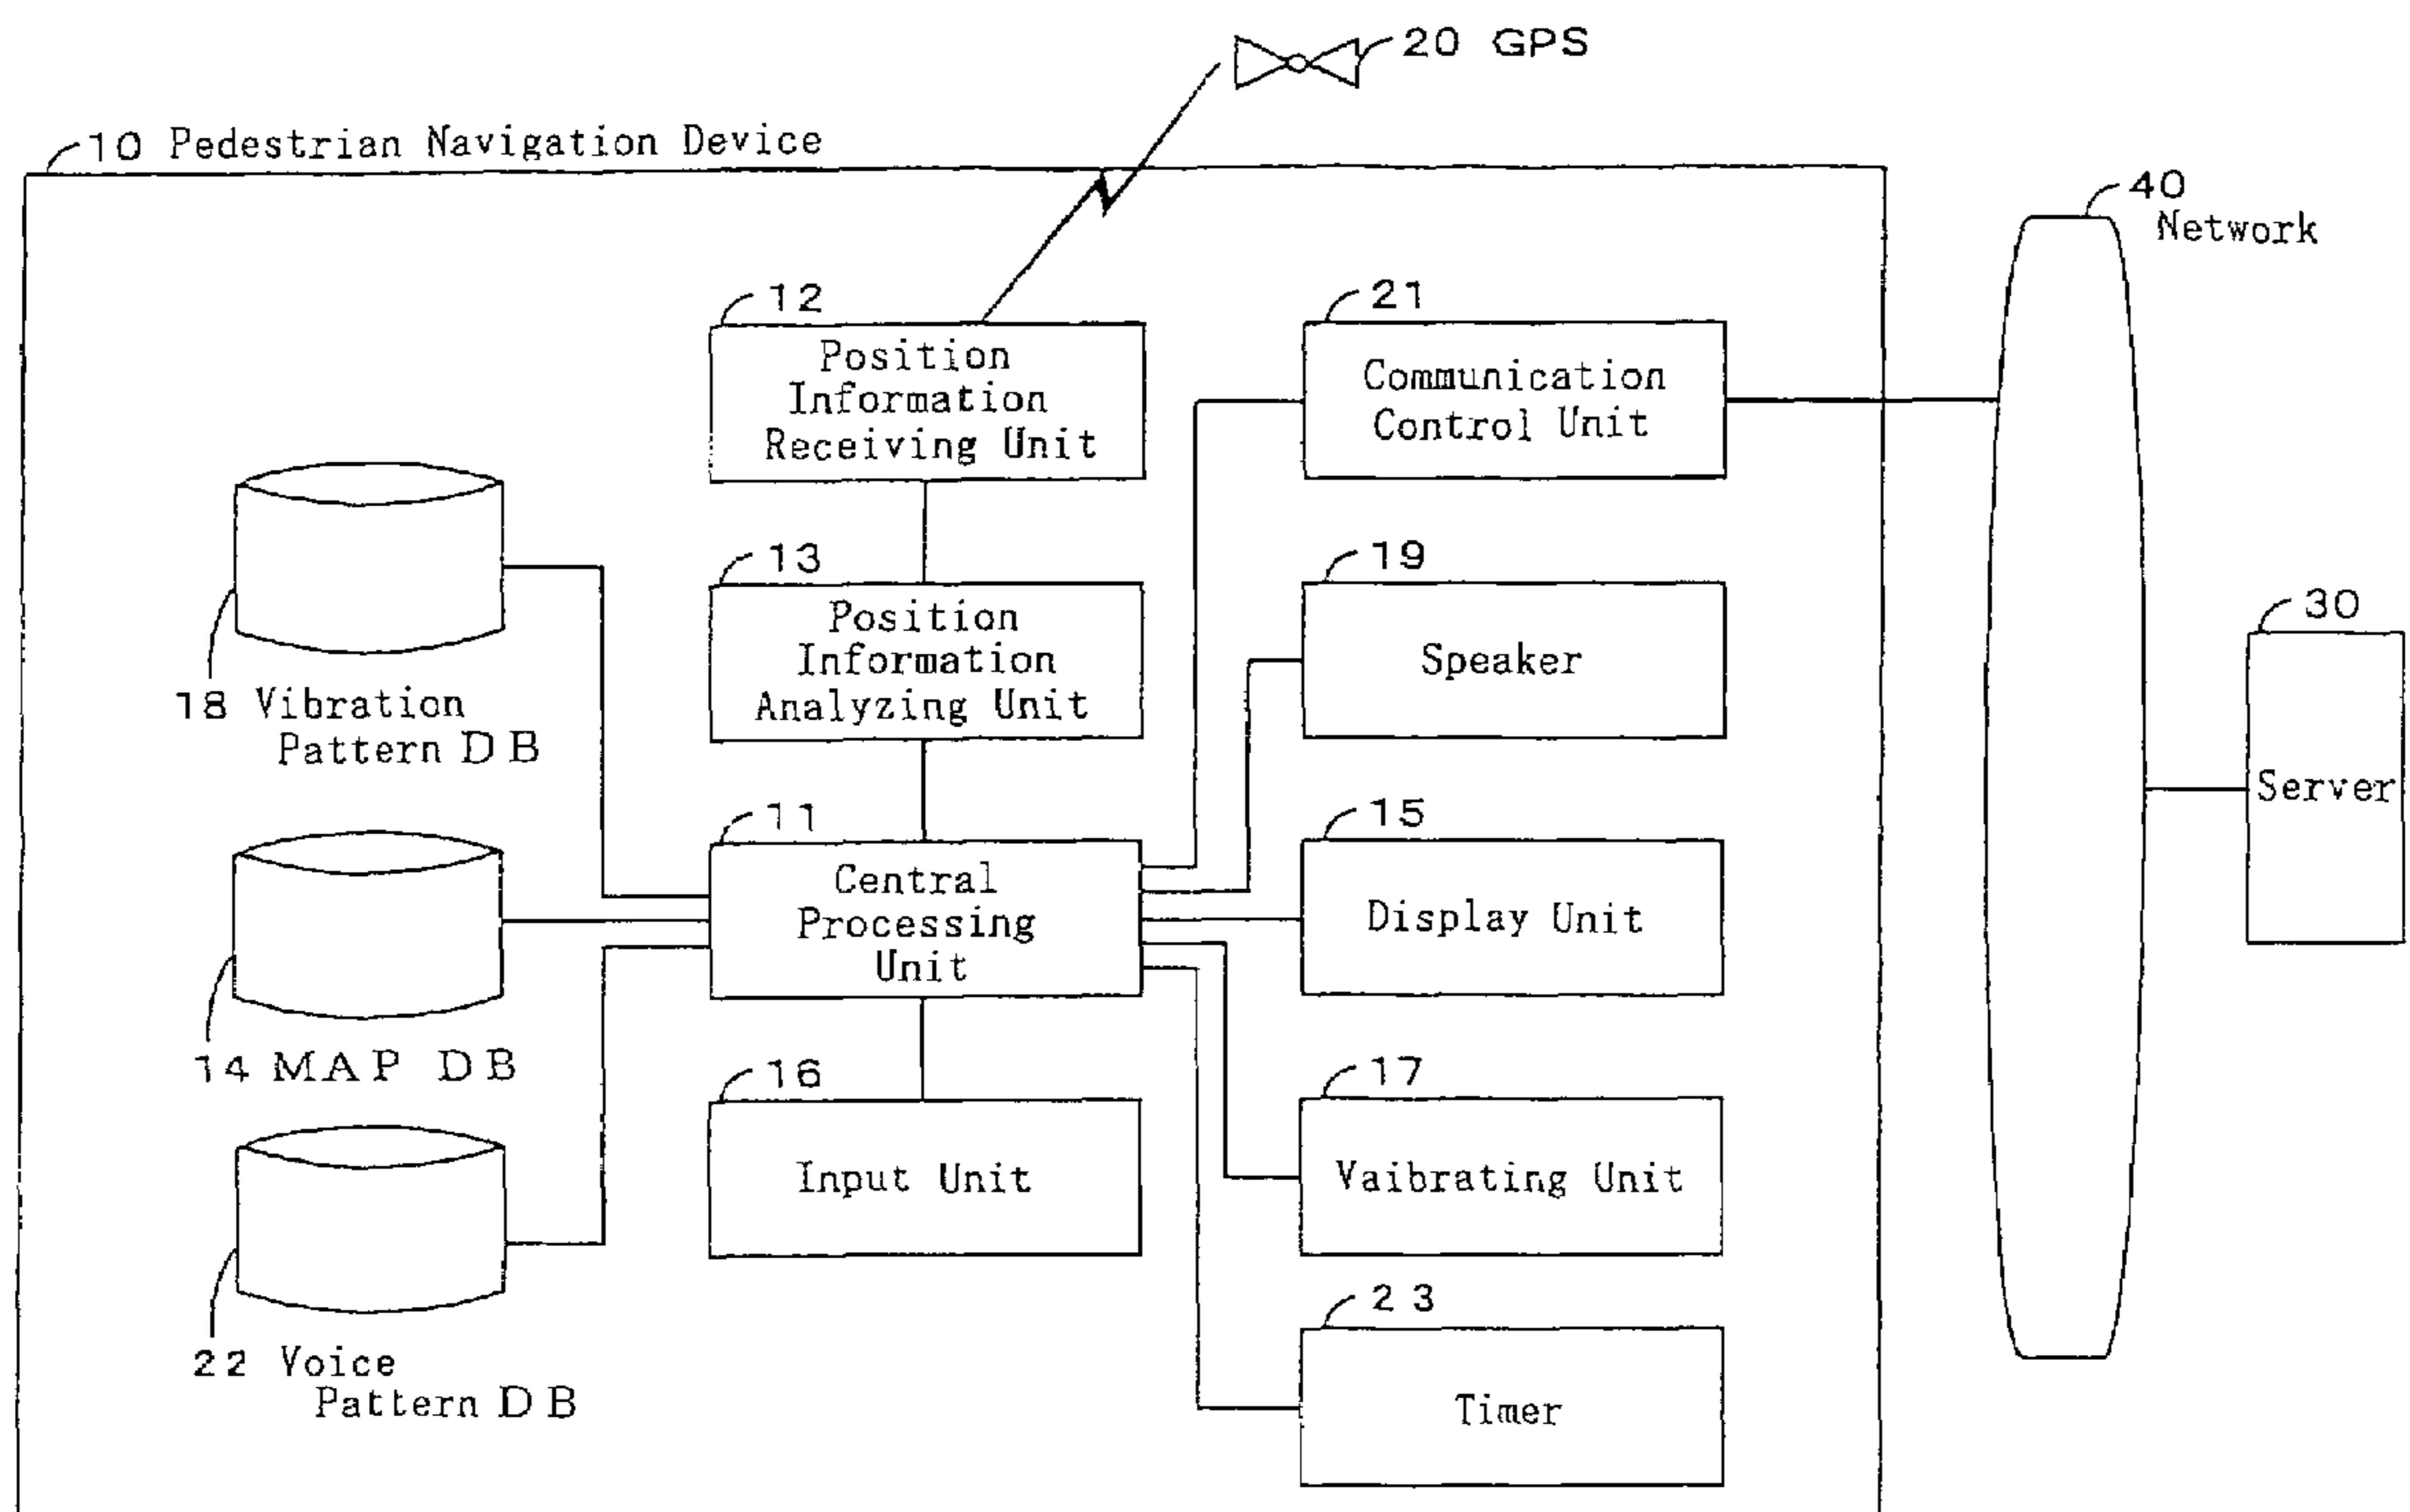 20 GPS
10 Pedestrian Navigation Device
40
Network
12
Position
Information
Receiving Unit
21
Communication
Control Unit
13
Position
Information
Analyzing Unit
19
Speaker
30
Server
18 Vibration
Pattern DB
11
Central
Processing
Unit
15
Display Unit
14 MAP DB
16
Input Unit
17
Vaibrating Unit
22 Voice
Pattern DB
23
Timer